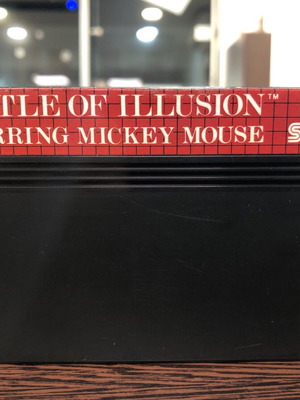 TLE OF ILLUSION™
RRING MICKEY MOUSE S